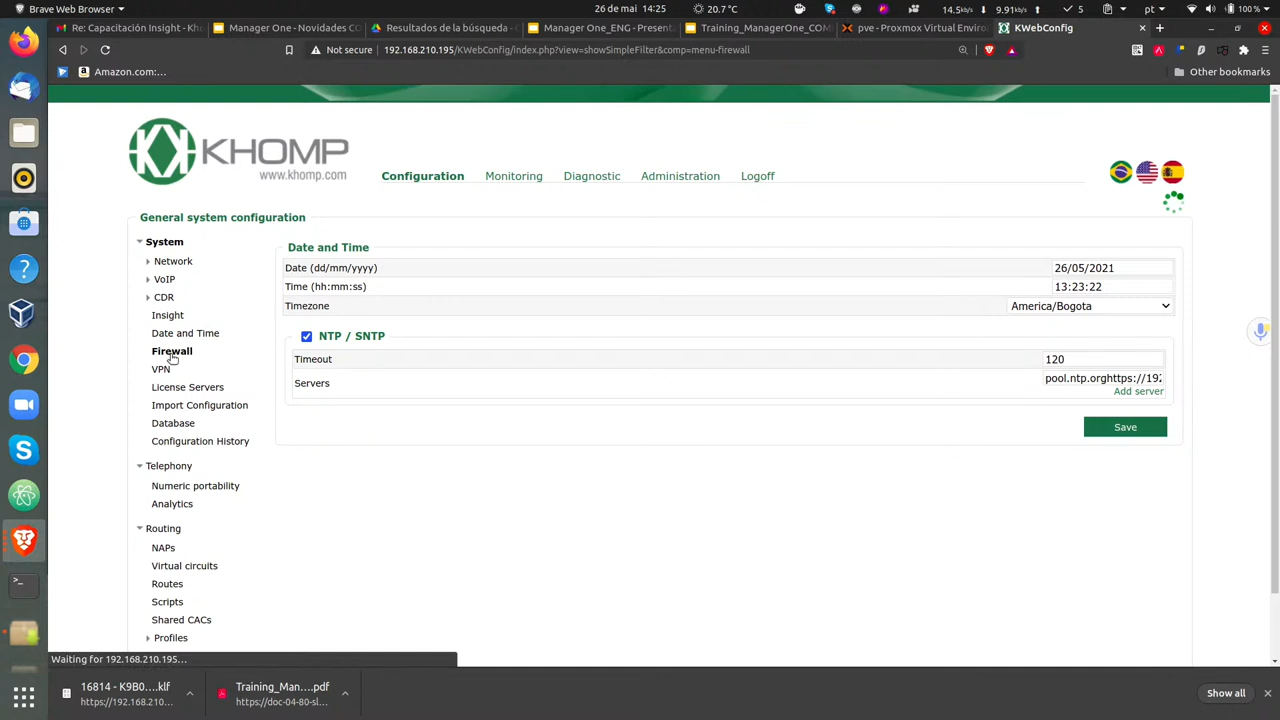 Brave Web Browser
26 de mai 14:25
20.7 °C
14.5kb↓
9.91kb↑
5
pt
100 %
Re: Capacitación Insight - Kh
Manager One - Novidades CO
Resultados de la búsqueda -
Manager One_ENG - Present
Training_ManagerOne_COM
pve - Proxmox Virtual Enviro
KWebConfig
Not secure
192.168.210.195/KWebConfig/index.php?view=showSimpleFilter&comp=menu-firewall
Amazon.com:...
Other bookmarks
KHOMP
www.khomp.com
Configuration
Monitoring
Diagnostic
Administration
Logoff
General system configuration
System
Network
VoIP
CDR
Insight
Date and Time
Firewall
VPN
License Servers
Import Configuration
Database
Configuration History
Telephony
Numeric portability
Analytics
Routing
NAPs
Virtual circuits
Routes
Scripts
Shared CACs
Profiles
Date and Time
Date (dd/mm/yyyy)
26/05/2021
Time (hh:mm:ss)
13:23:22
Timezone
America/Bogota
NTP / SNTP
Timeout
120
Servers
pool.ntp.orghttps://192
Add server
Save
Waiting for 192.168.210.195...
16814 - K9B0....klf
https://192.168.210...
Training_Man....pdf
https://doc-04-80-sl...
Show all